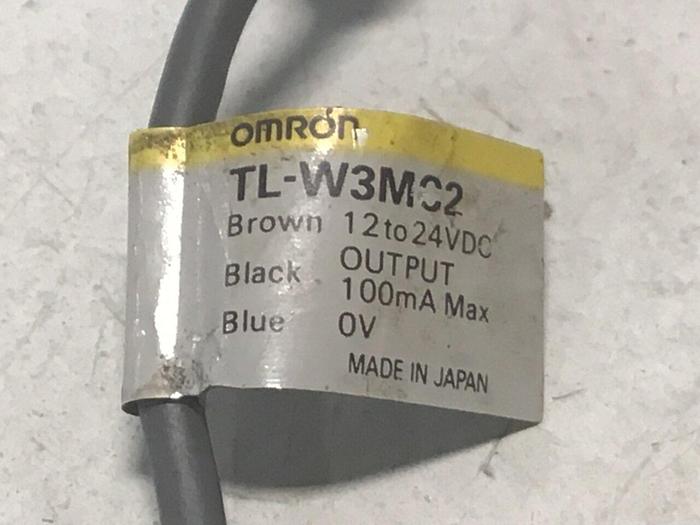 omron
TL-W3MC2
Brown 12 to 24VDC
Black OUTPUT
100mA Max
Blue 0V
MADE IN JAPAN